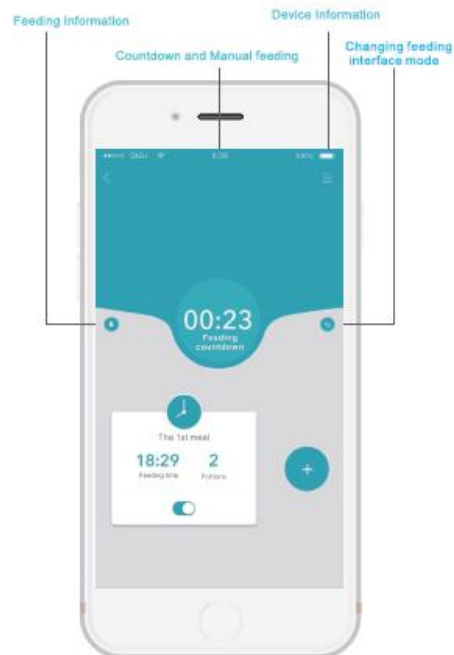 Device Information
Feeding Information
Changing feeding
interface mode
Countdown and Manual feeding
00:23
Feeding
countdown
The 1st meal
18:29
2
Feeding time
Portions
+